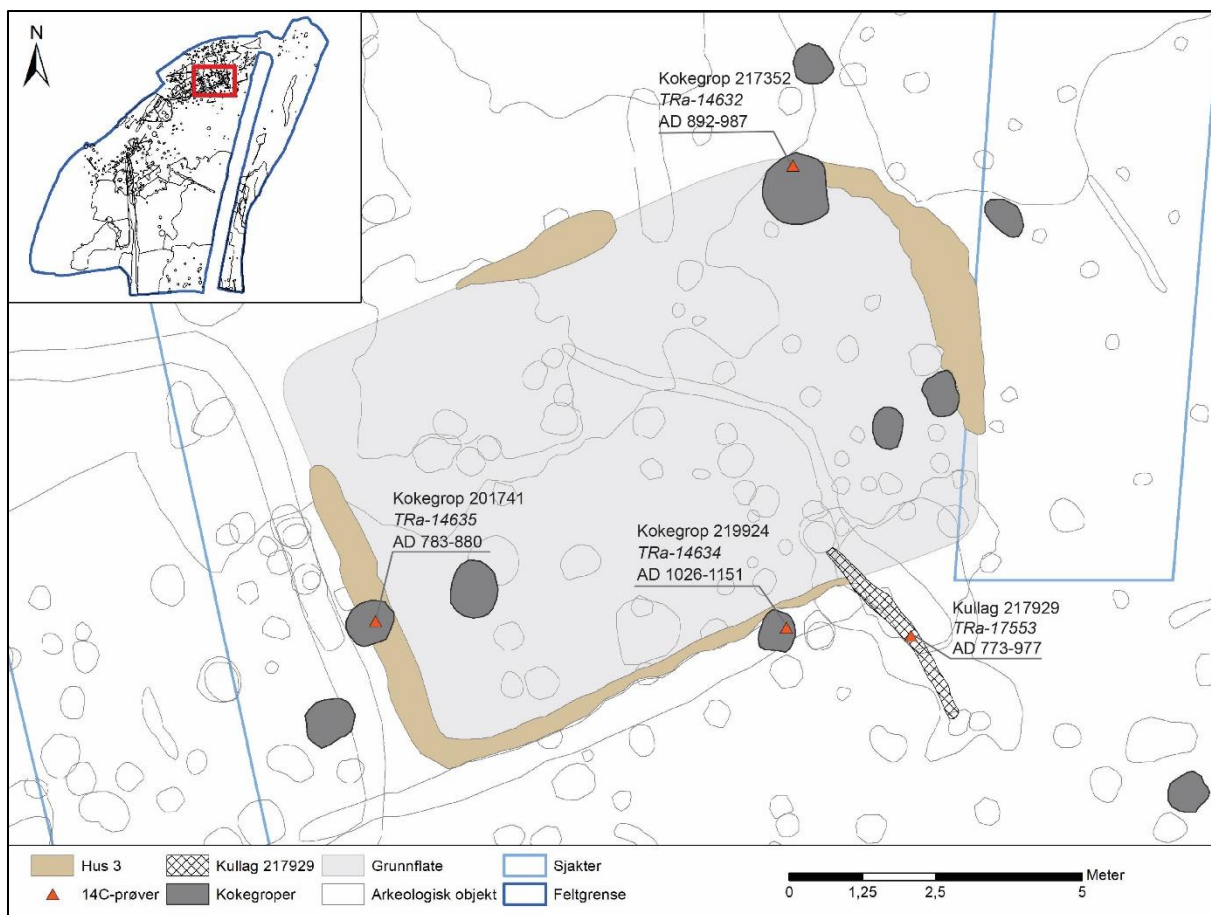 N
Kokegrop 217352
TRa-14632
AD 892-987
Kokegrop 201741
TRa-14635
AD 783-880
Kokegrop 219924
TRa-14634
AD 1026-1151
Kullag 217929
TRa-17553
AD 773-977
Hus 3
Kullag 217929
Grunnflate
Sjakter
14C-prøver
Kokegroper
Arkeologisk objekt
Feltgrense
Meter
0 1,25 2,5 5